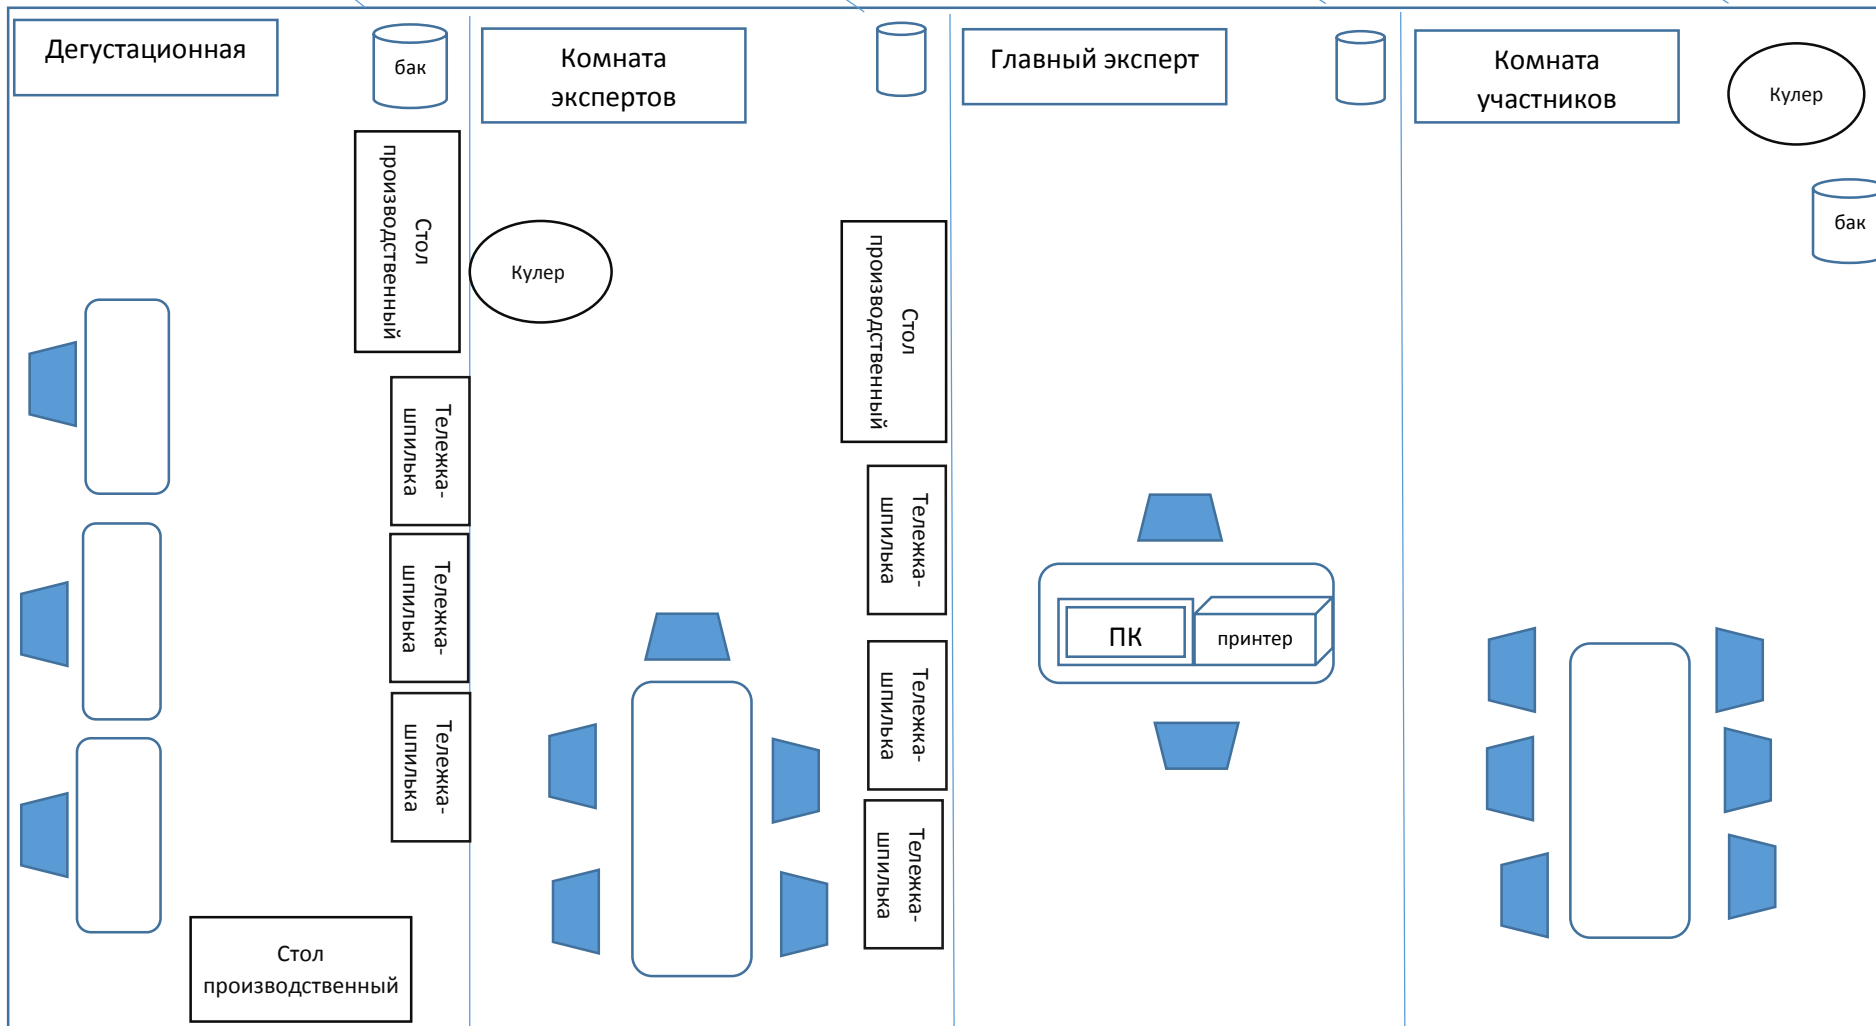 Дегустационная
бак
Стол
производственный
Тележка-
шпилька
Тележка-
шпилька
Тележка-
шпилька
Стол
производственный
Комната
экспертов
Кулер
Стол
производственный
Тележка-
шпилька
Тележка-
шпилька
Тележка-
шпилька
Главный эксперт
ПК
принтер
Комната
участников
Кулер
бак